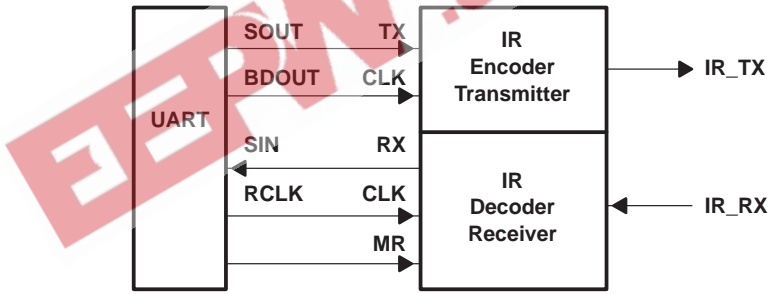 SOUT TX
BDOUT CLK
UART
SIN RX
RCLK CLK
MR
IR
Encoder
Transmitter
IR_TX
IR
Decoder
Receiver
IR_RX